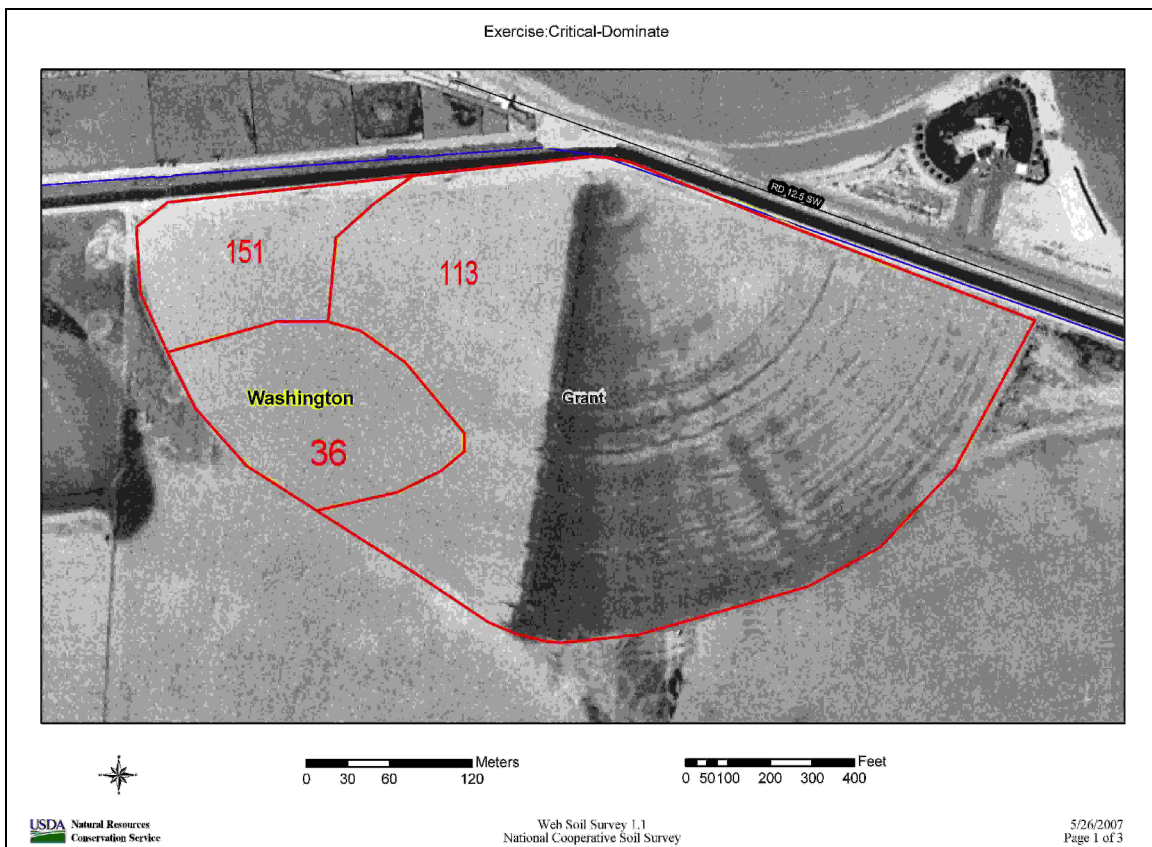 Exercise:Critical-Dominate
RD 12.5 SW
151
113
Washington
Grant
36
Meters
0 30 60 120
Feet
0 50 100 200 300 400
USDA Natural Resources
Conservation Service
Web Soil Survey 1.1
National Cooperative Soil Survey
5/26/2007
Page 1 of 3